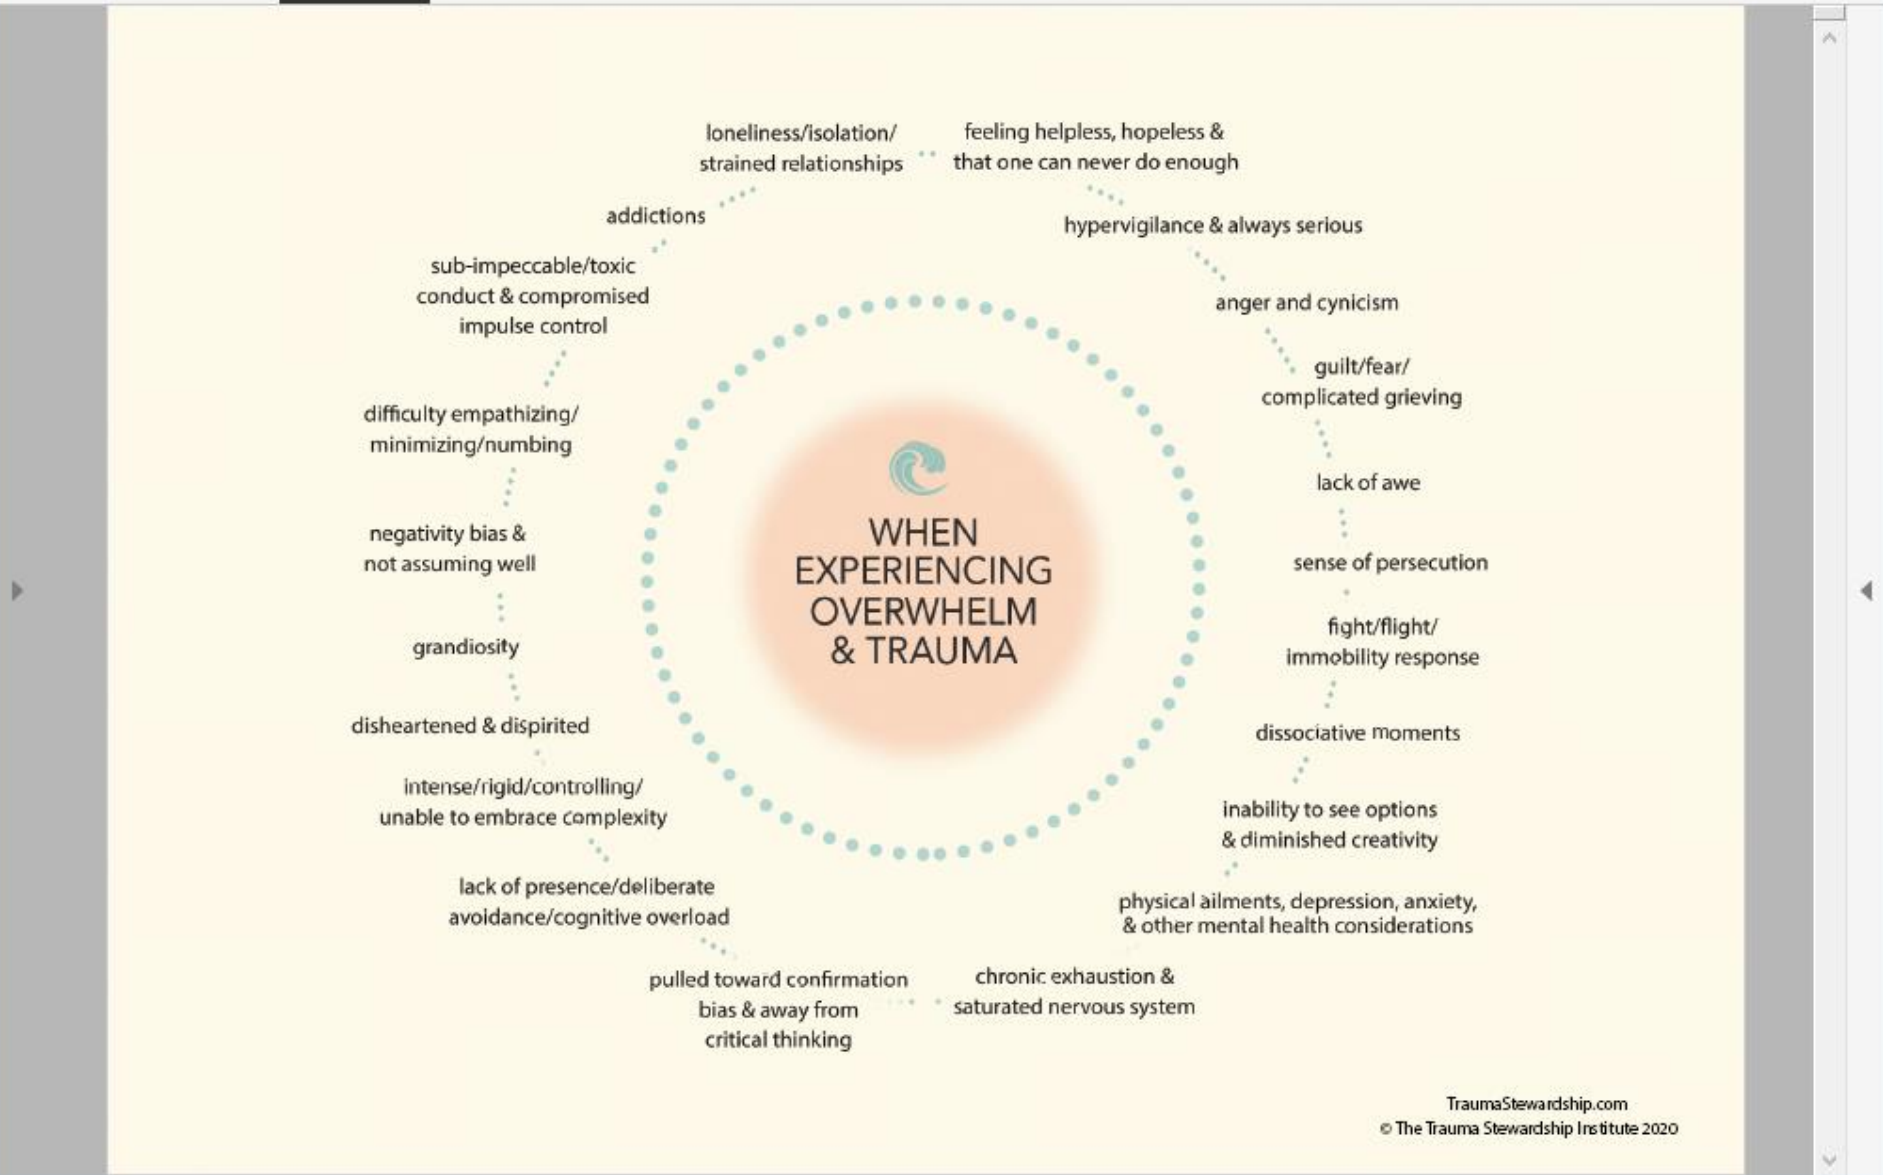 loneliness/isolation/
strained relationships
feeling helpless, hopeless &
that one can never do enough
hypervigilance & always serious
anger and cynicism
guilt/fear/
complicated grieving
lack of awe
sense of persecution
fight/flight/
immobility response
dissociative moments
inability to see options
& diminished creativity
physical ailments, depression, anxiety,
& other mental health considerations
chronic exhaustion &
saturated nervous system
pulled toward confirmation
bias & away from
critical thinking
lack of presence/deliberate
avoidance/cognitive overload
intense/rigid/controlling/
unable to embrace complexity
disheartened & dispirited
grandiosity
negativity bias &
not assuming well
difficulty empathizing/
minimizing/numbing
sub-impeccable/toxic
conduct & compromised
impulse control
addictions
WHEN
EXPERIENCING
OVERWHELM
& TRAUMA
TraumaStewardship.com
© The Trauma Stewardship Institute 2020